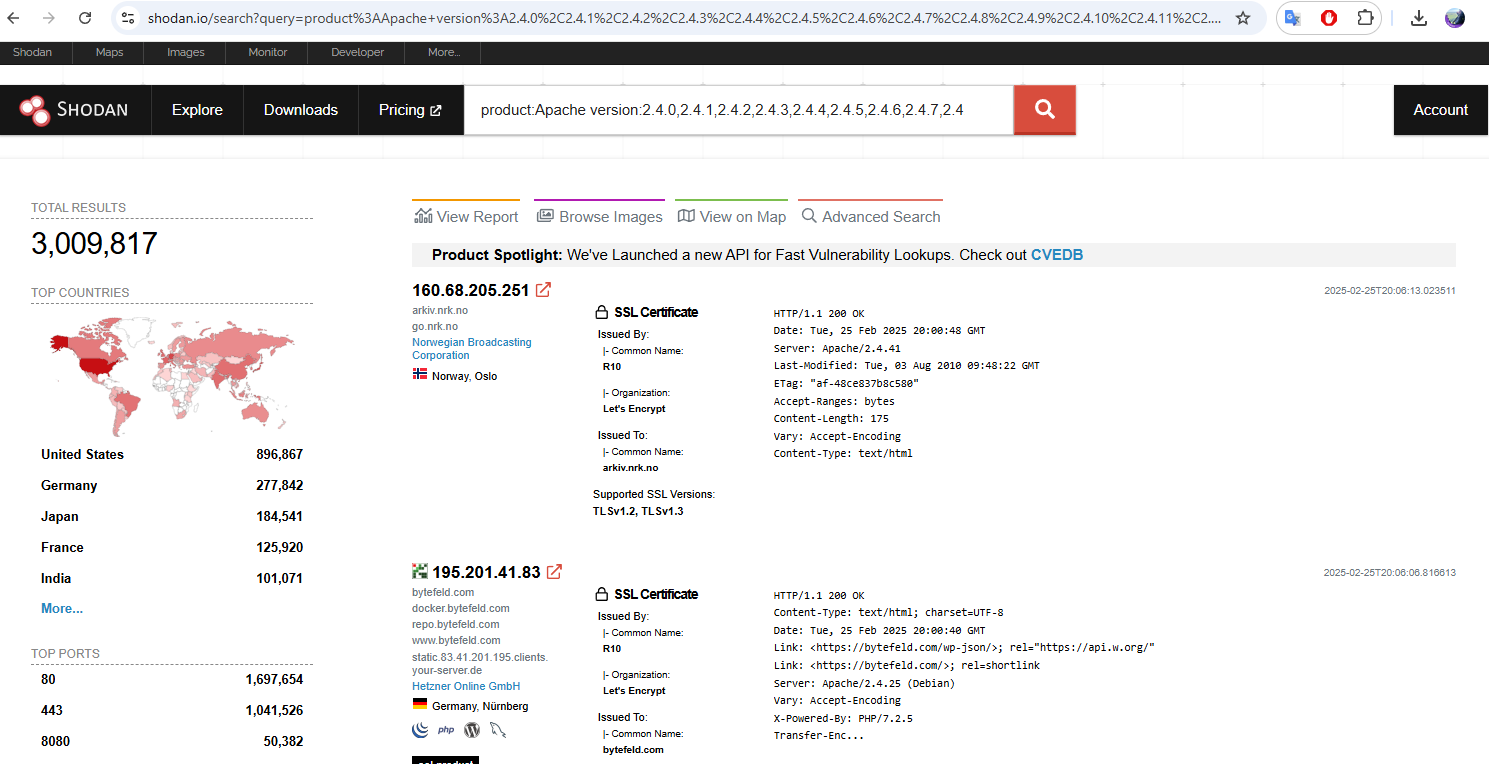 shodan.io/search?query=product%3AApache+version%3A2.4.0%2C2.4.1%2C2.4.2%2C2.4.3%2C2.4.4%2C2.4.5%2C2.4.6%2C2.4.7%2C2.4.8%2C2.4.9%2C2.4.10%2C2.4.11%2C2....
Shodan Maps Images Monitor Developer More...
SHODAN Explore Downloads Pricing product:Apache version:2.4.0,2.4.1,2.4.2,2.4.3,2.4.4,2.4.5,2.4.6,2.4.7,2.4 Account
TOTAL RESULTS
3,009,817
TOP COUNTRIES
United States 896,867
Germany 277,842
Japan 184,541
France 125,920
India 101,071
More...
TOP PORTS
80 1,697,654
443 1,041,526
8080 50,382
View Report Browse Images View on Map Advanced Search
Product Spotlight: We've Launched a new API for Fast Vulnerability Lookups. Check out CVEDB
160.68.205.251
2025-02-25T20:06:13.023511
arkiv.nrk.no
go.nrk.no
Norwegian Broadcasting
Corporation
Norway, Oslo
SSL Certificate
Issued By:
|- Common Name:
R10
|- Organization:
Let's Encrypt
Issued To:
|- Common Name:
arkiv.nrk.no
Supported SSL Versions:
TLSv1.2, TLSv1.3
HTTP/1.1 200 OK
Date: Tue, 25 Feb 2025 20:00:48 GMT
Server: Apache/2.4.41
Last-Modified: Tue, 03 Aug 2010 09:48:22 GMT
ETag: "af-48ce837b8c580"
Accept-Ranges: bytes
Content-Length: 175
Vary: Accept-Encoding
Content-Type: text/html
195.201.41.83
2025-02-25T20:06:06.816613
bytefeld.com
docker.bytefeld.com
repo.bytefeld.com
www.bytefeld.com
static.83.41.201.195.clients.
your-server.de
Hetzner Online GmbH
Germany, Nürnberg
php
SSL Certificate
Issued By:
|- Common Name:
R10
|- Organization:
Let's Encrypt
Issued To:
|- Common Name:
bytefeld.com
HTTP/1.1 200 OK
Content-Type: text/html; charset=UTF-8
Date: Tue, 25 Feb 2025 20:00:40 GMT
Link: <https://bytefeld.com/wp-json/>; rel="https://api.w.org/"
Link: <https://bytefeld.com/>; rel=shortlink
Server: Apache/2.4.25 (Debian)
Vary: Accept-Encoding
X-Powered-By: PHP/7.2.5
Transfer-Enc...